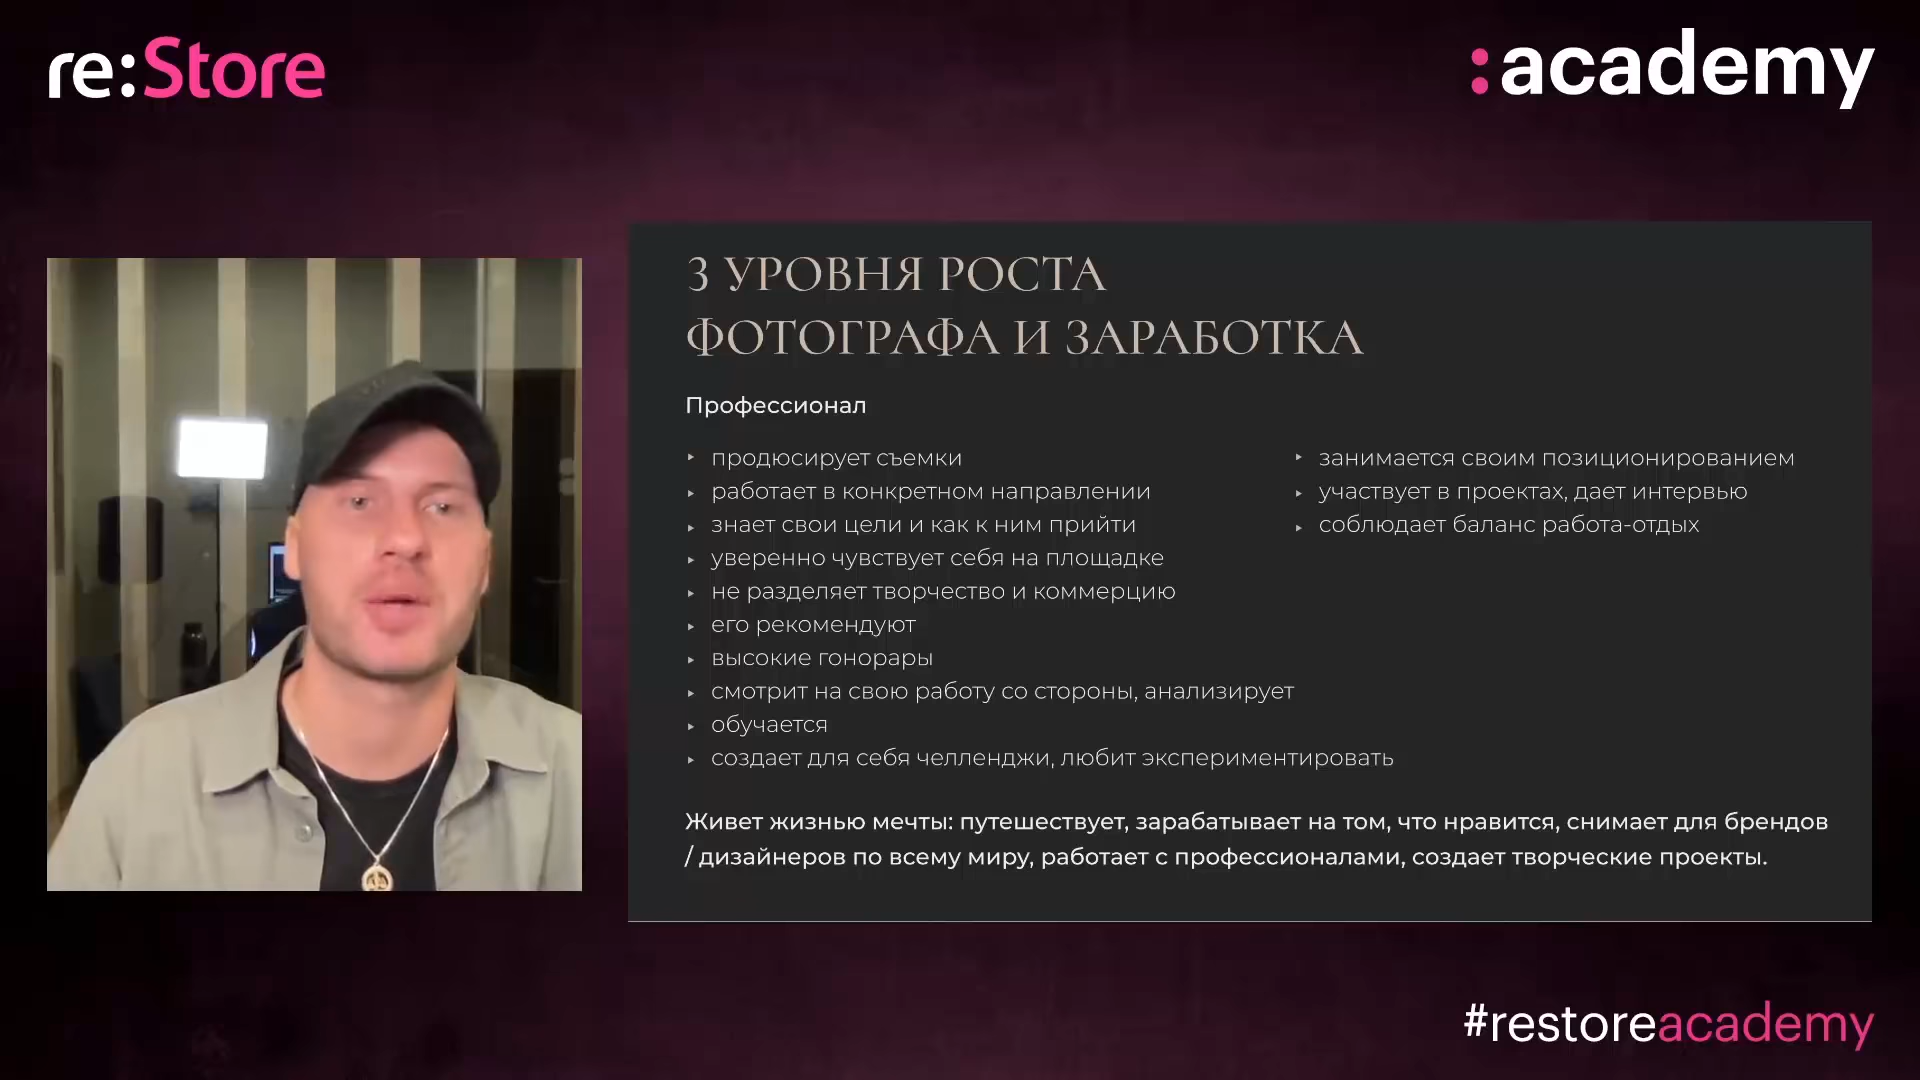 re:Store
:academy
3 УРОВНЯ РОСТА
ФОТОГРАФА И ЗАРАБОТКА
Профессионал
продюсирует съемки
работает в конкретном направлении
знает свои цели и как к ним прийти
уверенно чувствует себя на площадке
не разделяет творчество и коммерцию
его рекомендуют
высокие гонорары
смотрит на свою работу со стороны, анализирует
обучается
создает для себя челленджи, любит экспериментировать
занимается своим позиционированием
участвует в проектах, дает интервью
соблюдает баланс работа-отдых
Живет жизнью мечты: путешествует, зарабатывает на том, что нравится, снимает для брендов
/ дизайнеров по всему миру, работает с профессионалами, создает творческие проекты.
#restoreacademy